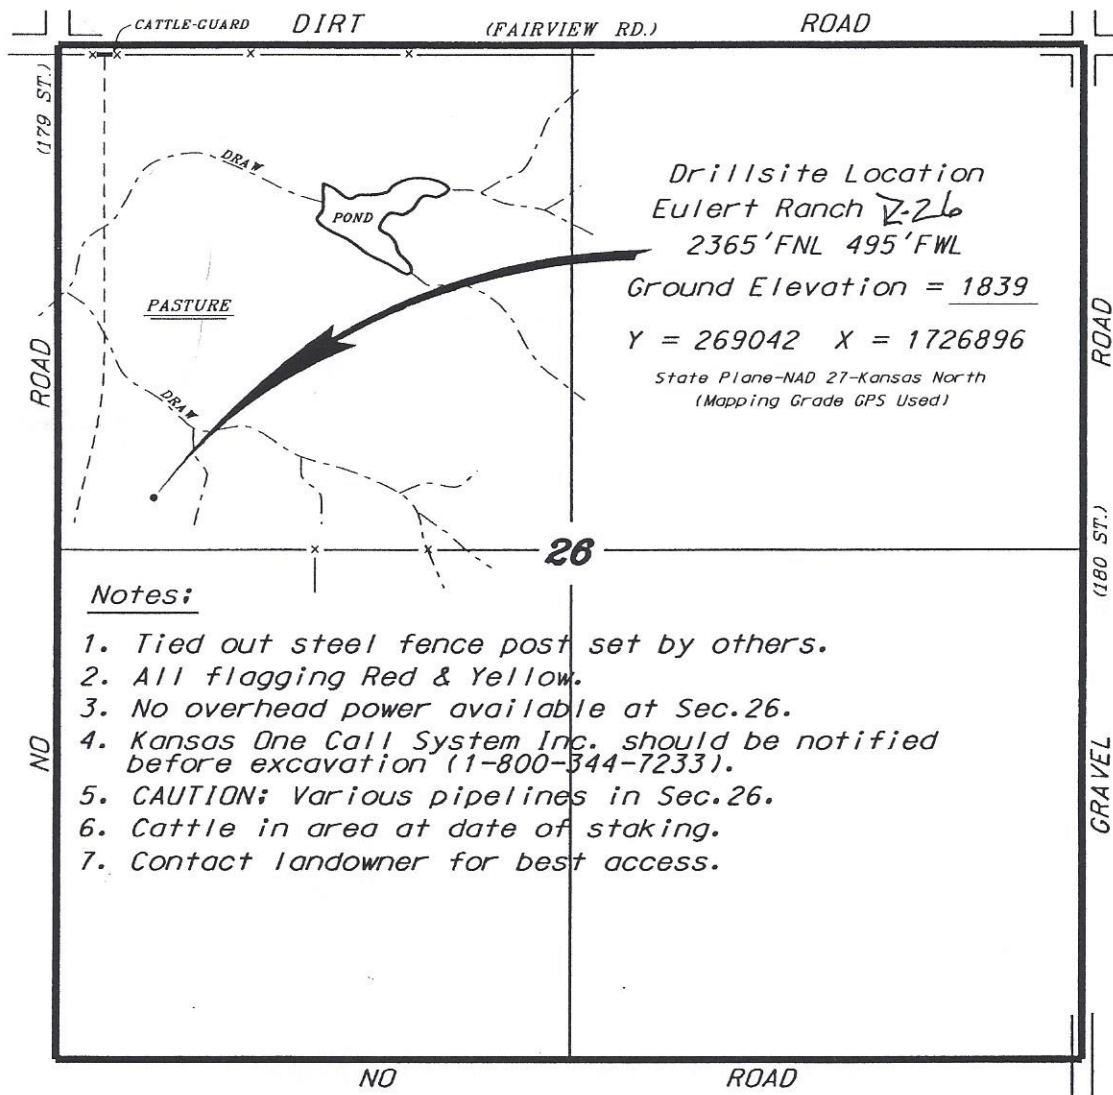 CATTLE-GUARD DIRT (FAIRVIEW RD.) ROAD
(179 ST.)
DRAW
POND
PASTURE
DRAW
ROAD
NO
Drillsite Location
Eulert Ranch
2365'FNL 495'FWL
Ground Elevation = 1839
Y = 269042 X = 1726896
State Plane-NAD 27-Kansas North
(Mapping Grade GPS Used)
ROAD
(180 ST.)
GRAVEL
26
Notes:
1. Tied out steel fence post set by others.
2. All flagging Red & Yellow.
3. No overhead power available at Sec.26.
4. Kansas One Call System Inc. should be notified
before excavation (1-800-344-7233).
5. CAUTION: Various pipelines in Sec.26.
6. Cattle in area at date of staking.
7. Contact landowner for best access.
NO ROAD